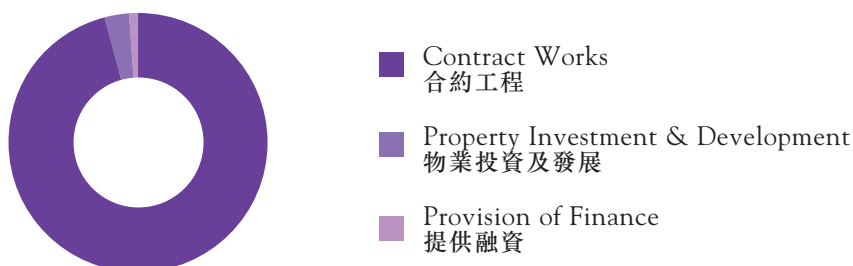 Contract Works
合約工程
Property Investment & Development
物業投資及發展
Provision of Finance
提供融資